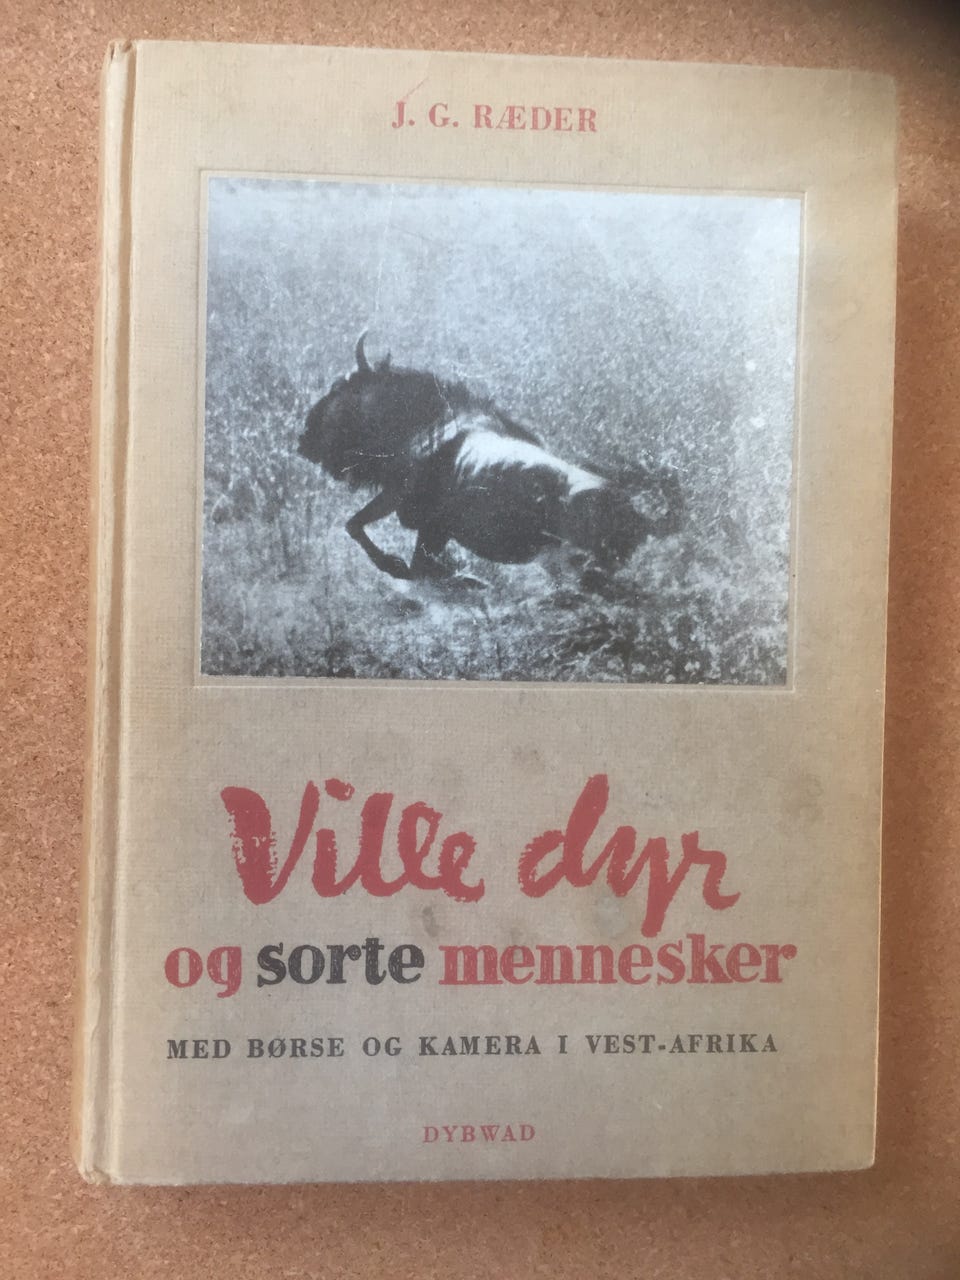 J. G. RÆDER
Ville dyr
og sorte mennesker
MED BØRSE OG KAMERA I VEST-AFRIKA
DYBWAD